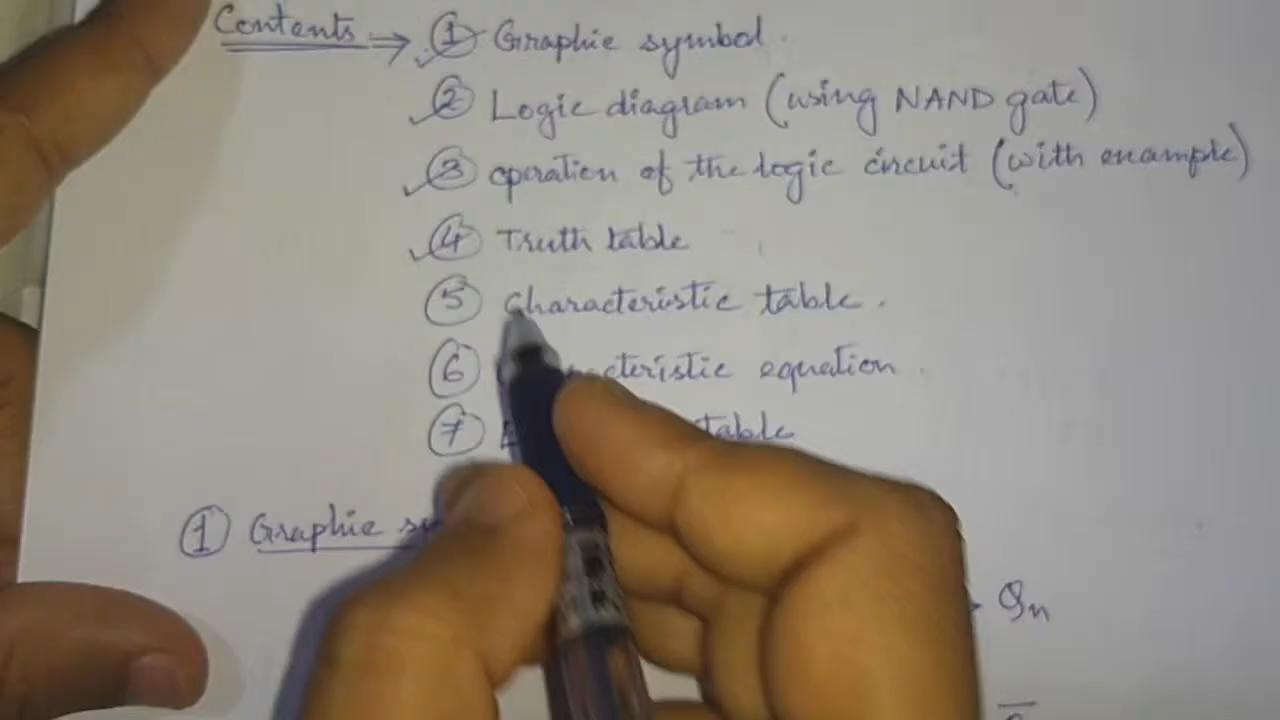 Contents → ① Graphic symbol.
② Logic diagram (using NAND gate)
③ operation of the logic circuit (with example)
④ Truth table
⑤ Characteristic table.
⑥ equation.
⑦ table
① Graphic
Qn